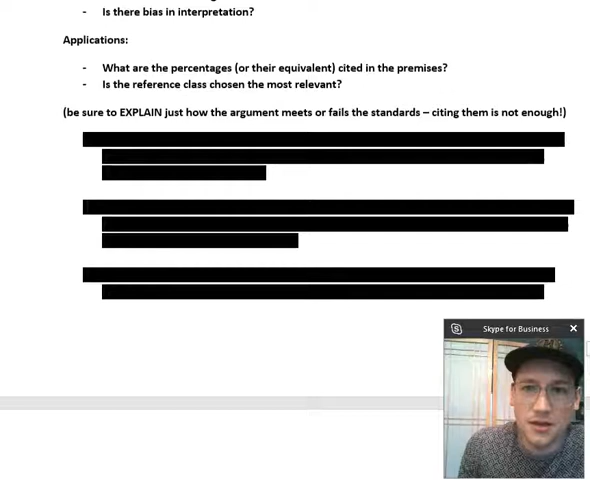 - Is there bias in interpretation?
Applications:
- What are the percentages (or their equivalent) cited in the premises?
- Is the reference class chosen the most relevant?
(be sure to EXPLAIN just how the argument meets or fails the standards – citing them is not enough!)
Skype for Business